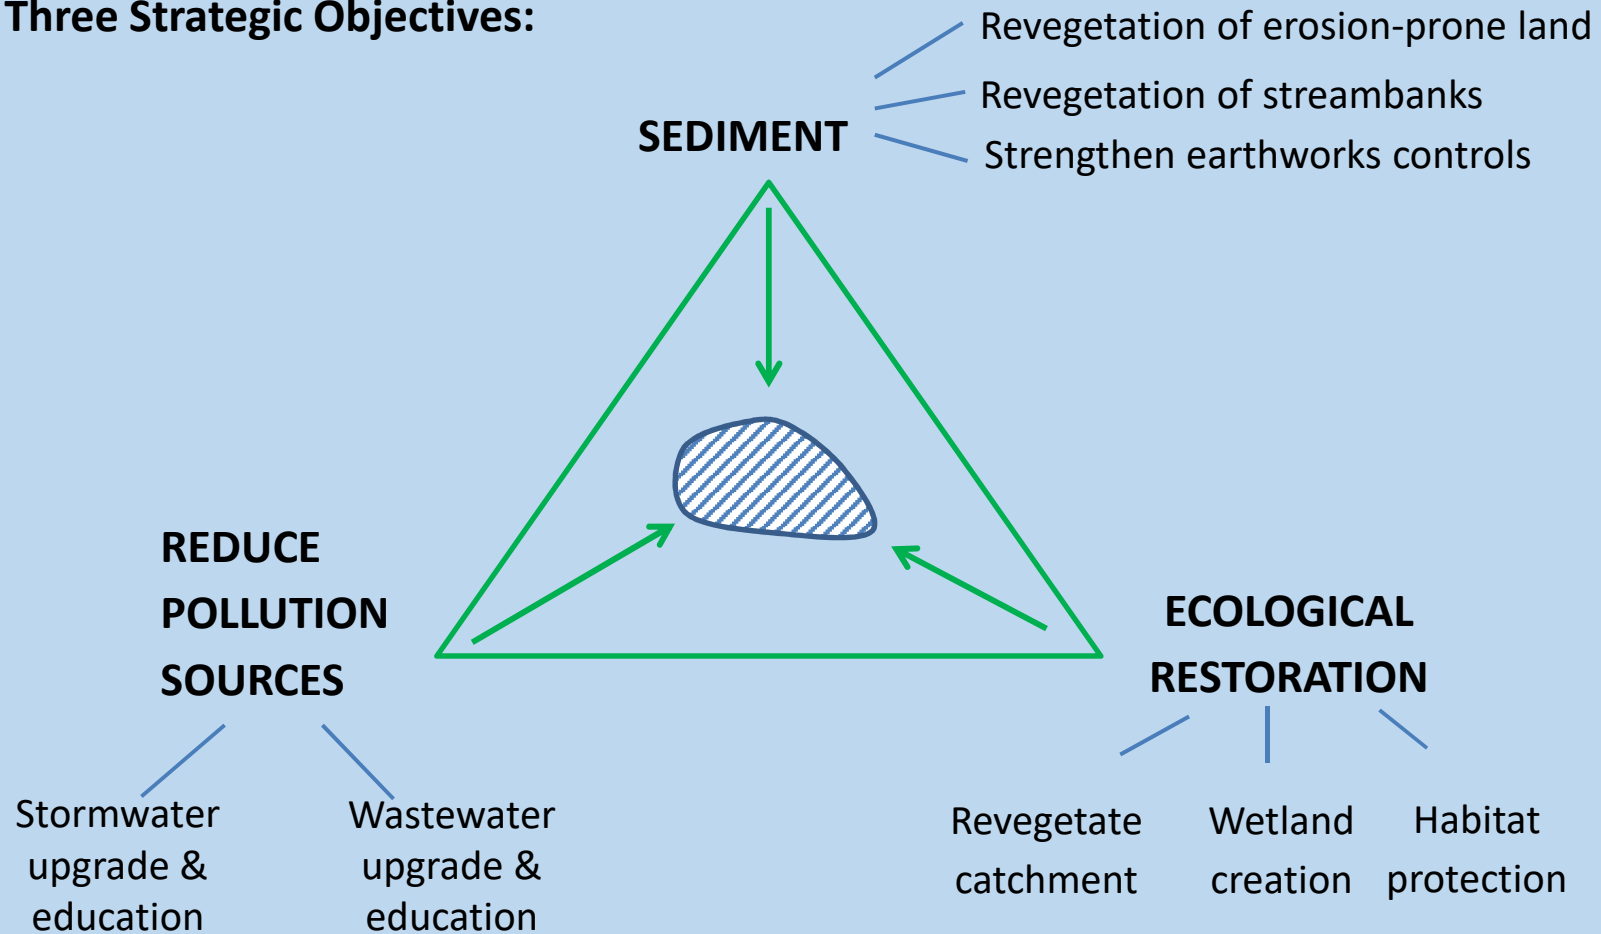 Three Strategic Objectives:
Revegetation of erosion-prone land
Revegetation of streambanks
SEDIMENT
Strengthen earthworks controls
REDUCE
POLLUTION
SOURCES
Stormwater
upgrade &
education
Wastewater
upgrade &
education
ECOLOGICAL
RESTORATION
Revegetate
catchment
Wetland
creation
Habitat
protection